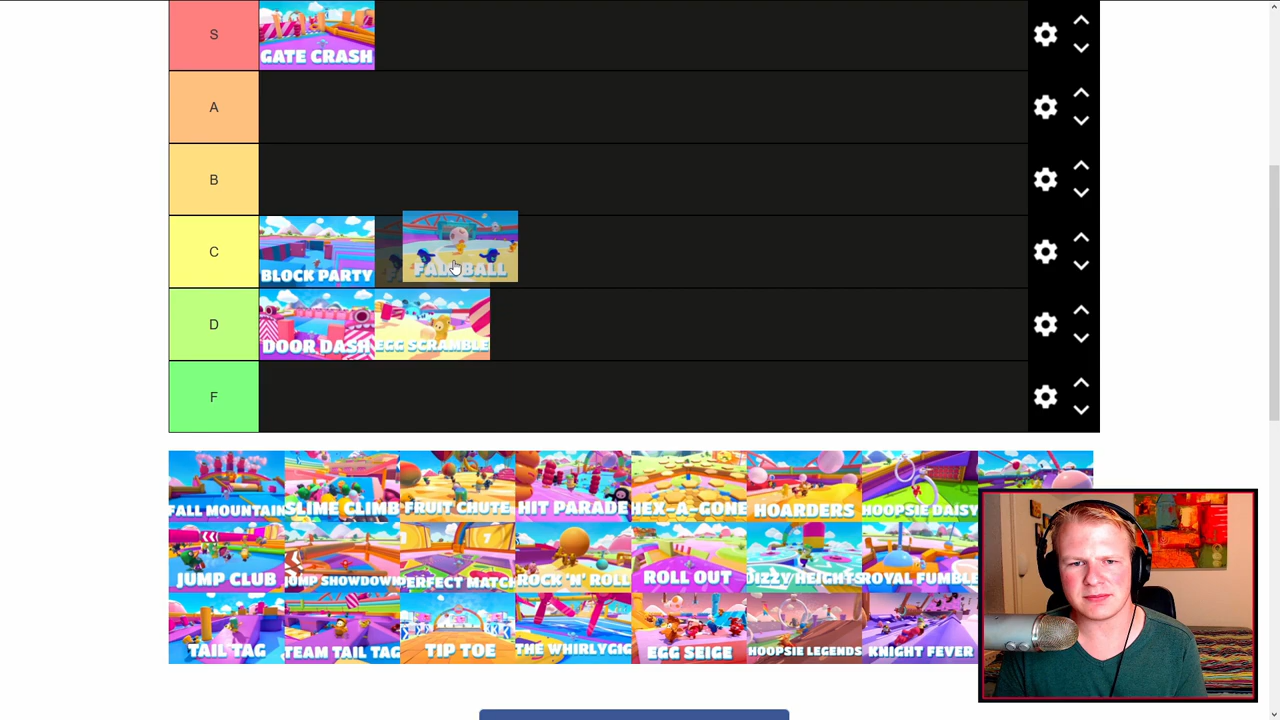 S
GATE CRASH
A
B
C
BLOCK PARTY
FALL BALL
D
DOOR DASH
EGG SCRAMBLE
F
FALL MOUNTAIN
SLIME CLIMB
FRUIT CHUTE
HIT PARADE
HEX-A-GONE
HOARDERS
HOOPSIE DAISY
JUMP CLUB
JUMP SHOWDOWN
PERFECT MATCH
ROCK 'N' ROLL
ROLL OUT
DIZZY HEIGHTS
ROYAL FUMBLE
TAIL TAG
TEAM TAIL TAG
TIP TOE
THE WHIRLYGIG
EGG SEIGE
HOOPSIE LEGENDS
KNIGHT FEVER